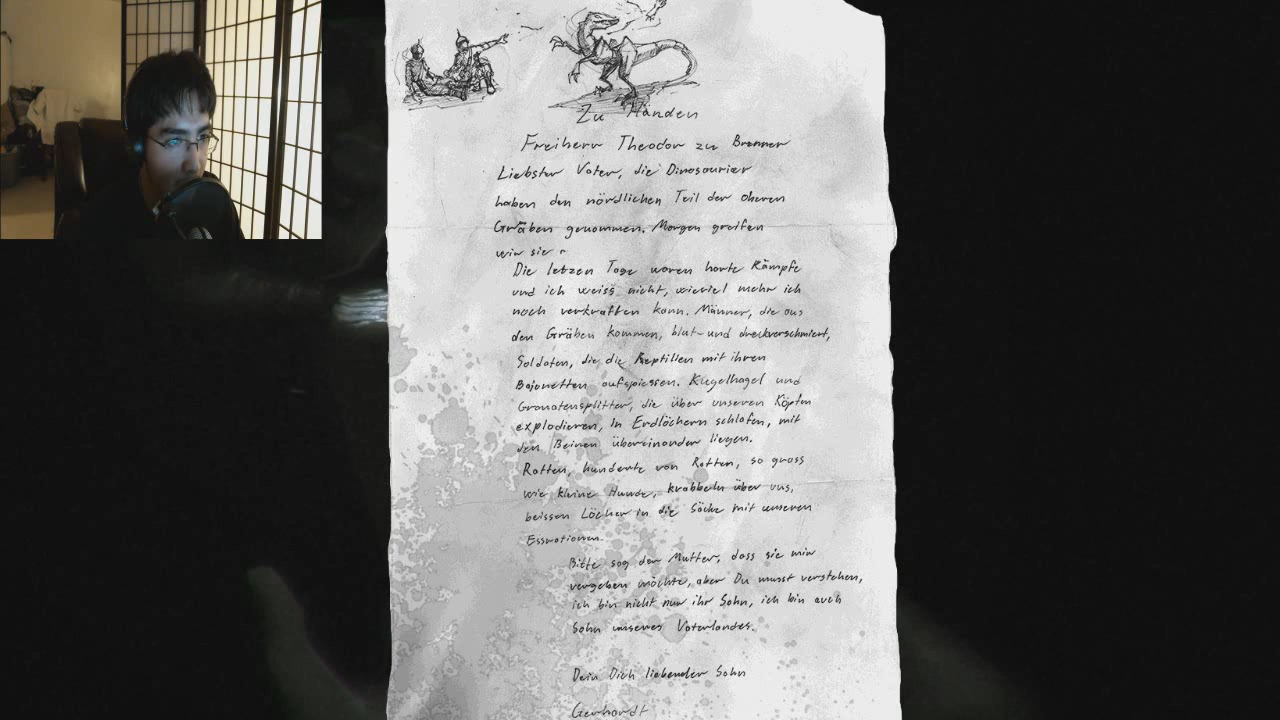 Zu Händen
Freiherr Theodor zu Brenner
Liebster Vater, die Dinosaurier
haben den nördlichen Teil der oberen
Gräben genommen. Morgen greifen
wir sie
Die letzen Tage waren harte Kämpfe
und ich weiss nicht, wieviel mehr ich
noch verkraften kann. Männer, die aus
den Gräben kommen, blut- und dreckverschmiert,
Soldaten, die die Reptilien mit ihren
Bajonetten aufspiessen. Kugelhagel und
Granatensplitter, die über unseren Köpfen
explodieren, In Erdlöchern schlafen, mit
den Beinen übereinander liegen.
Ratten, hunderte von Ratten, so gross
wie kleine Hunde, krabbeln über uns,
beissen Löcher in die Säcke mit unseren
Essrationen.
Bitte sag der Mutter, dass sie mir
vergeben möchte, aber Du musst verstehen,
ich bin nicht nur ihr Sohn, ich bin auch
Sohn unseres Vaterlandes.
Dein Dich liebender Sohn
Gerhardt